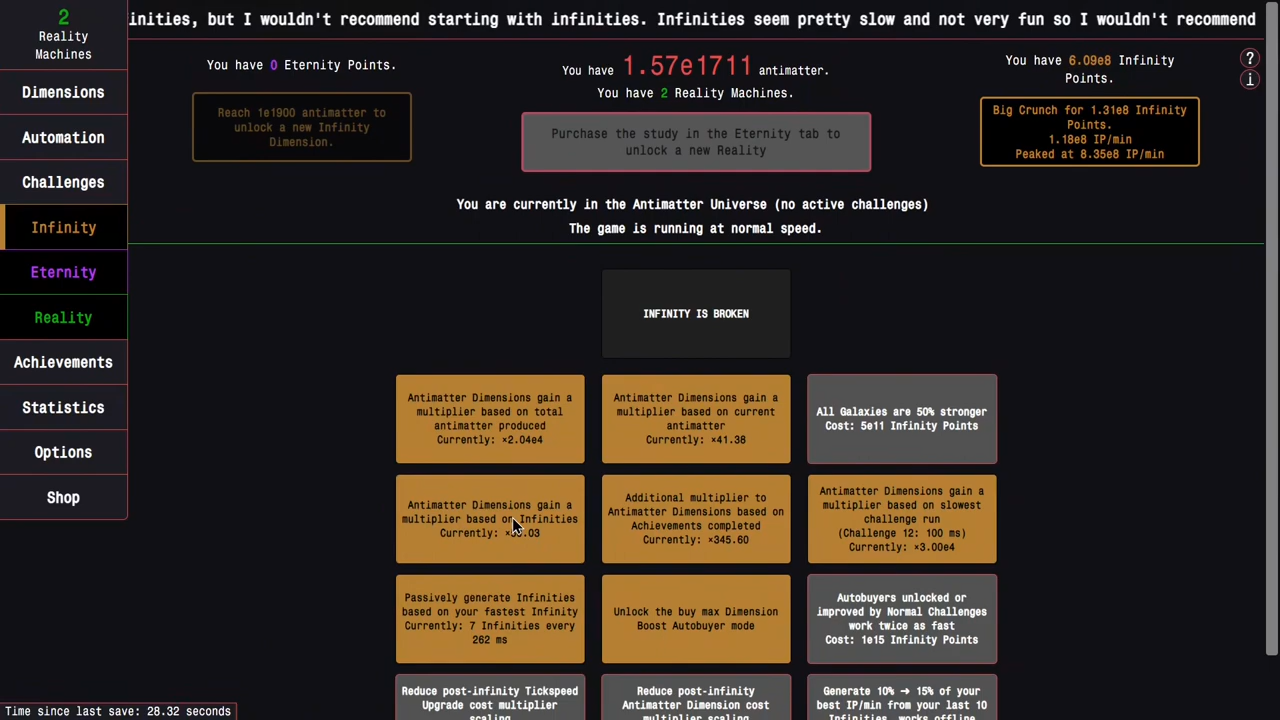 2
Reality
Machines
Dimensions
Automation
Challenges
Infinity
Eternity
Reality
Achievements
Statistics
Options
Shop
inities, but I wouldn't recommend starting with infinities. Infinities seem pretty slow and not very fun so I wouldn't recommend
You have 0 Eternity Points.
Reach 1e1900 antimatter to
unlock a new Infinity
Dimension.
You have 1.57e1711 antimatter.
You have 2 Reality Machines.
Purchase the study in the Eternity tab to
unlock a new Reality
You have 6.09e8 Infinity
Points.
Big Crunch for 1.31e8 Infinity
Points.
1.18e8 IP/min
Peaked at 8.35e8 IP/min
?
i
You are currently in the Antimatter Universe (no active challenges)
The game is running at normal speed.
INFINITY IS BROKEN
Antimatter Dimensions gain a
multiplier based on total
antimatter produced
Currently: ×2.04e4
Antimatter Dimensions gain a
multiplier based on current
antimatter
Currently: ×41.38
All Galaxies are 50% stronger
Cost: 5e11 Infinity Points
Antimatter Dimensions gain a
multiplier based on Infinities
Currently:
Additional multiplier to
Antimatter Dimensions based on
Achievements completed
Currently: ×345.60
Antimatter Dimensions gain a
multiplier based on slowest
challenge run
(Challenge 12: 100 ms)
Currently: ×3.00e4
Passively generate Infinities
based on your fastest Infinity
Currently: 7 Infinities every
262 ms
Unlock the buy max Dimension
Boost Autobuyer mode
Autobuyers unlocked or
improved by Normal Challenges
work twice as fast
Cost: 1e15 Infinity Points
Reduce post-infinity Tickspeed
Upgrade cost multiplier
scaling
Reduce post-infinity
Antimatter Dimension cost
multiplier scaling
Generate 10% → 15% of your
best IP/min from your last 10
Infinities, works offline
Time since last save: 28.32 seconds